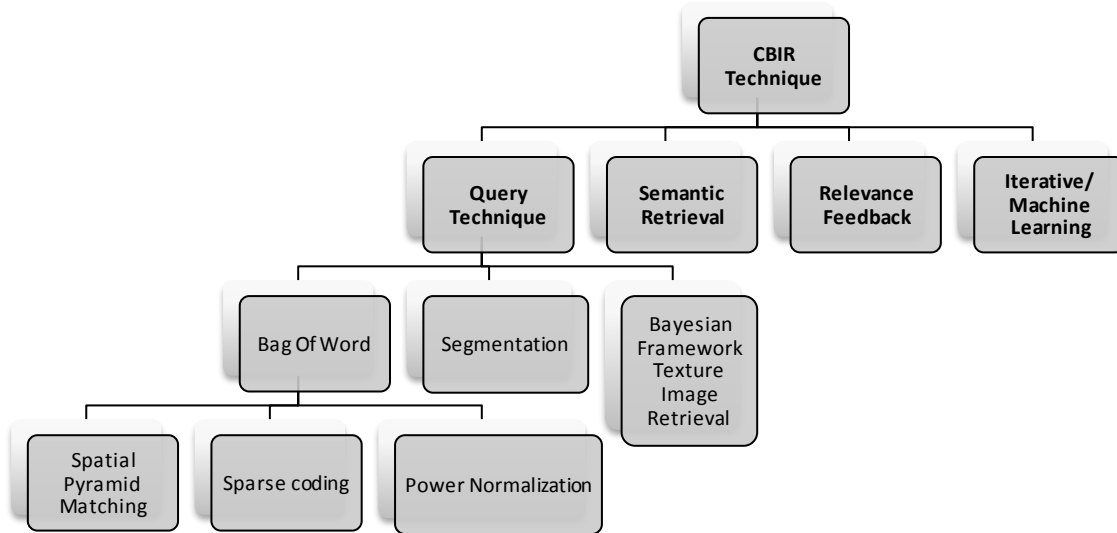 CBIR
Technique
Query
Technique
Semantic
Retrieval
Relevance
Feedback
Iterative/
Machine
Learning
Bag Of Word
Segmentation
Bayesian
Framework
Texture
Image
Retrieval
Spatial
Pyramid
Matching
Sparse coding
Power Normalization